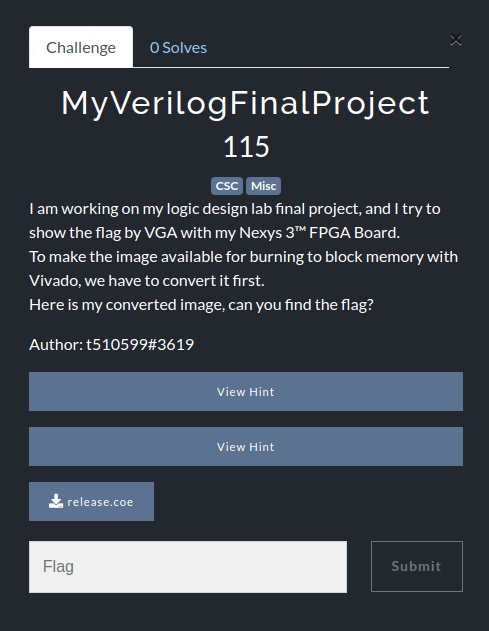 Challenge
0 Solves
×
MyVerilogFinalProject
115
CSC Misc
I am working on my logic design lab final project, and I try to
show the flag by VGA with my Nexys 3™ FPGA Board.
To make the image available for burning to block memory with
Vivado, we have to convert it first.
Here is my converted image, can you find the flag?
Author: t510599#3619
View Hint
View Hint
release.coe
Flag
Submit